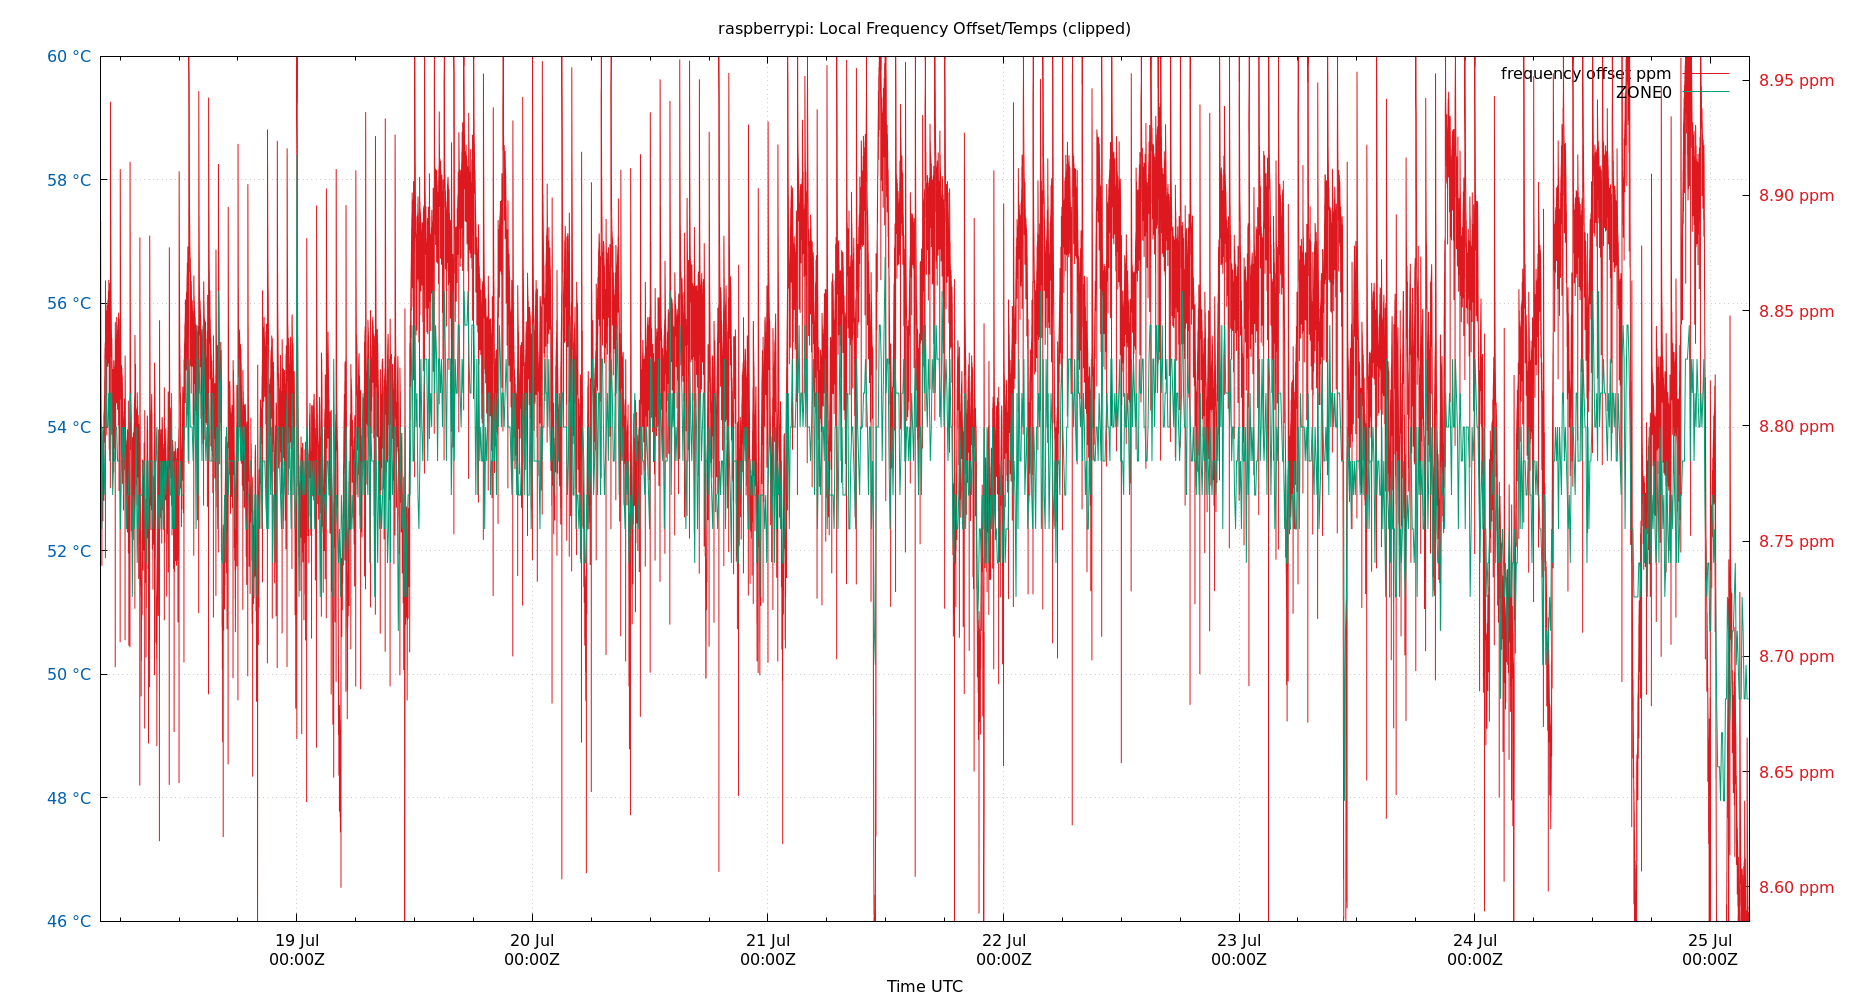 raspberrypi: Local Frequency Offset/Temps (clipped)
60 °C
58 °C
56 °C
54 °C
52 °C
50 °C
48 °C
46 °C
frequency offset ppm
ZONE0
8.95 ppm
8.90 ppm
8.85 ppm
8.80 ppm
8.75 ppm
8.70 ppm
8.65 ppm
8.60 ppm
19 Jul
00:00Z
20 Jul
00:00Z
21 Jul
00:00Z
22 Jul
00:00Z
23 Jul
00:00Z
24 Jul
00:00Z
25 Jul
00:00Z
Time UTC